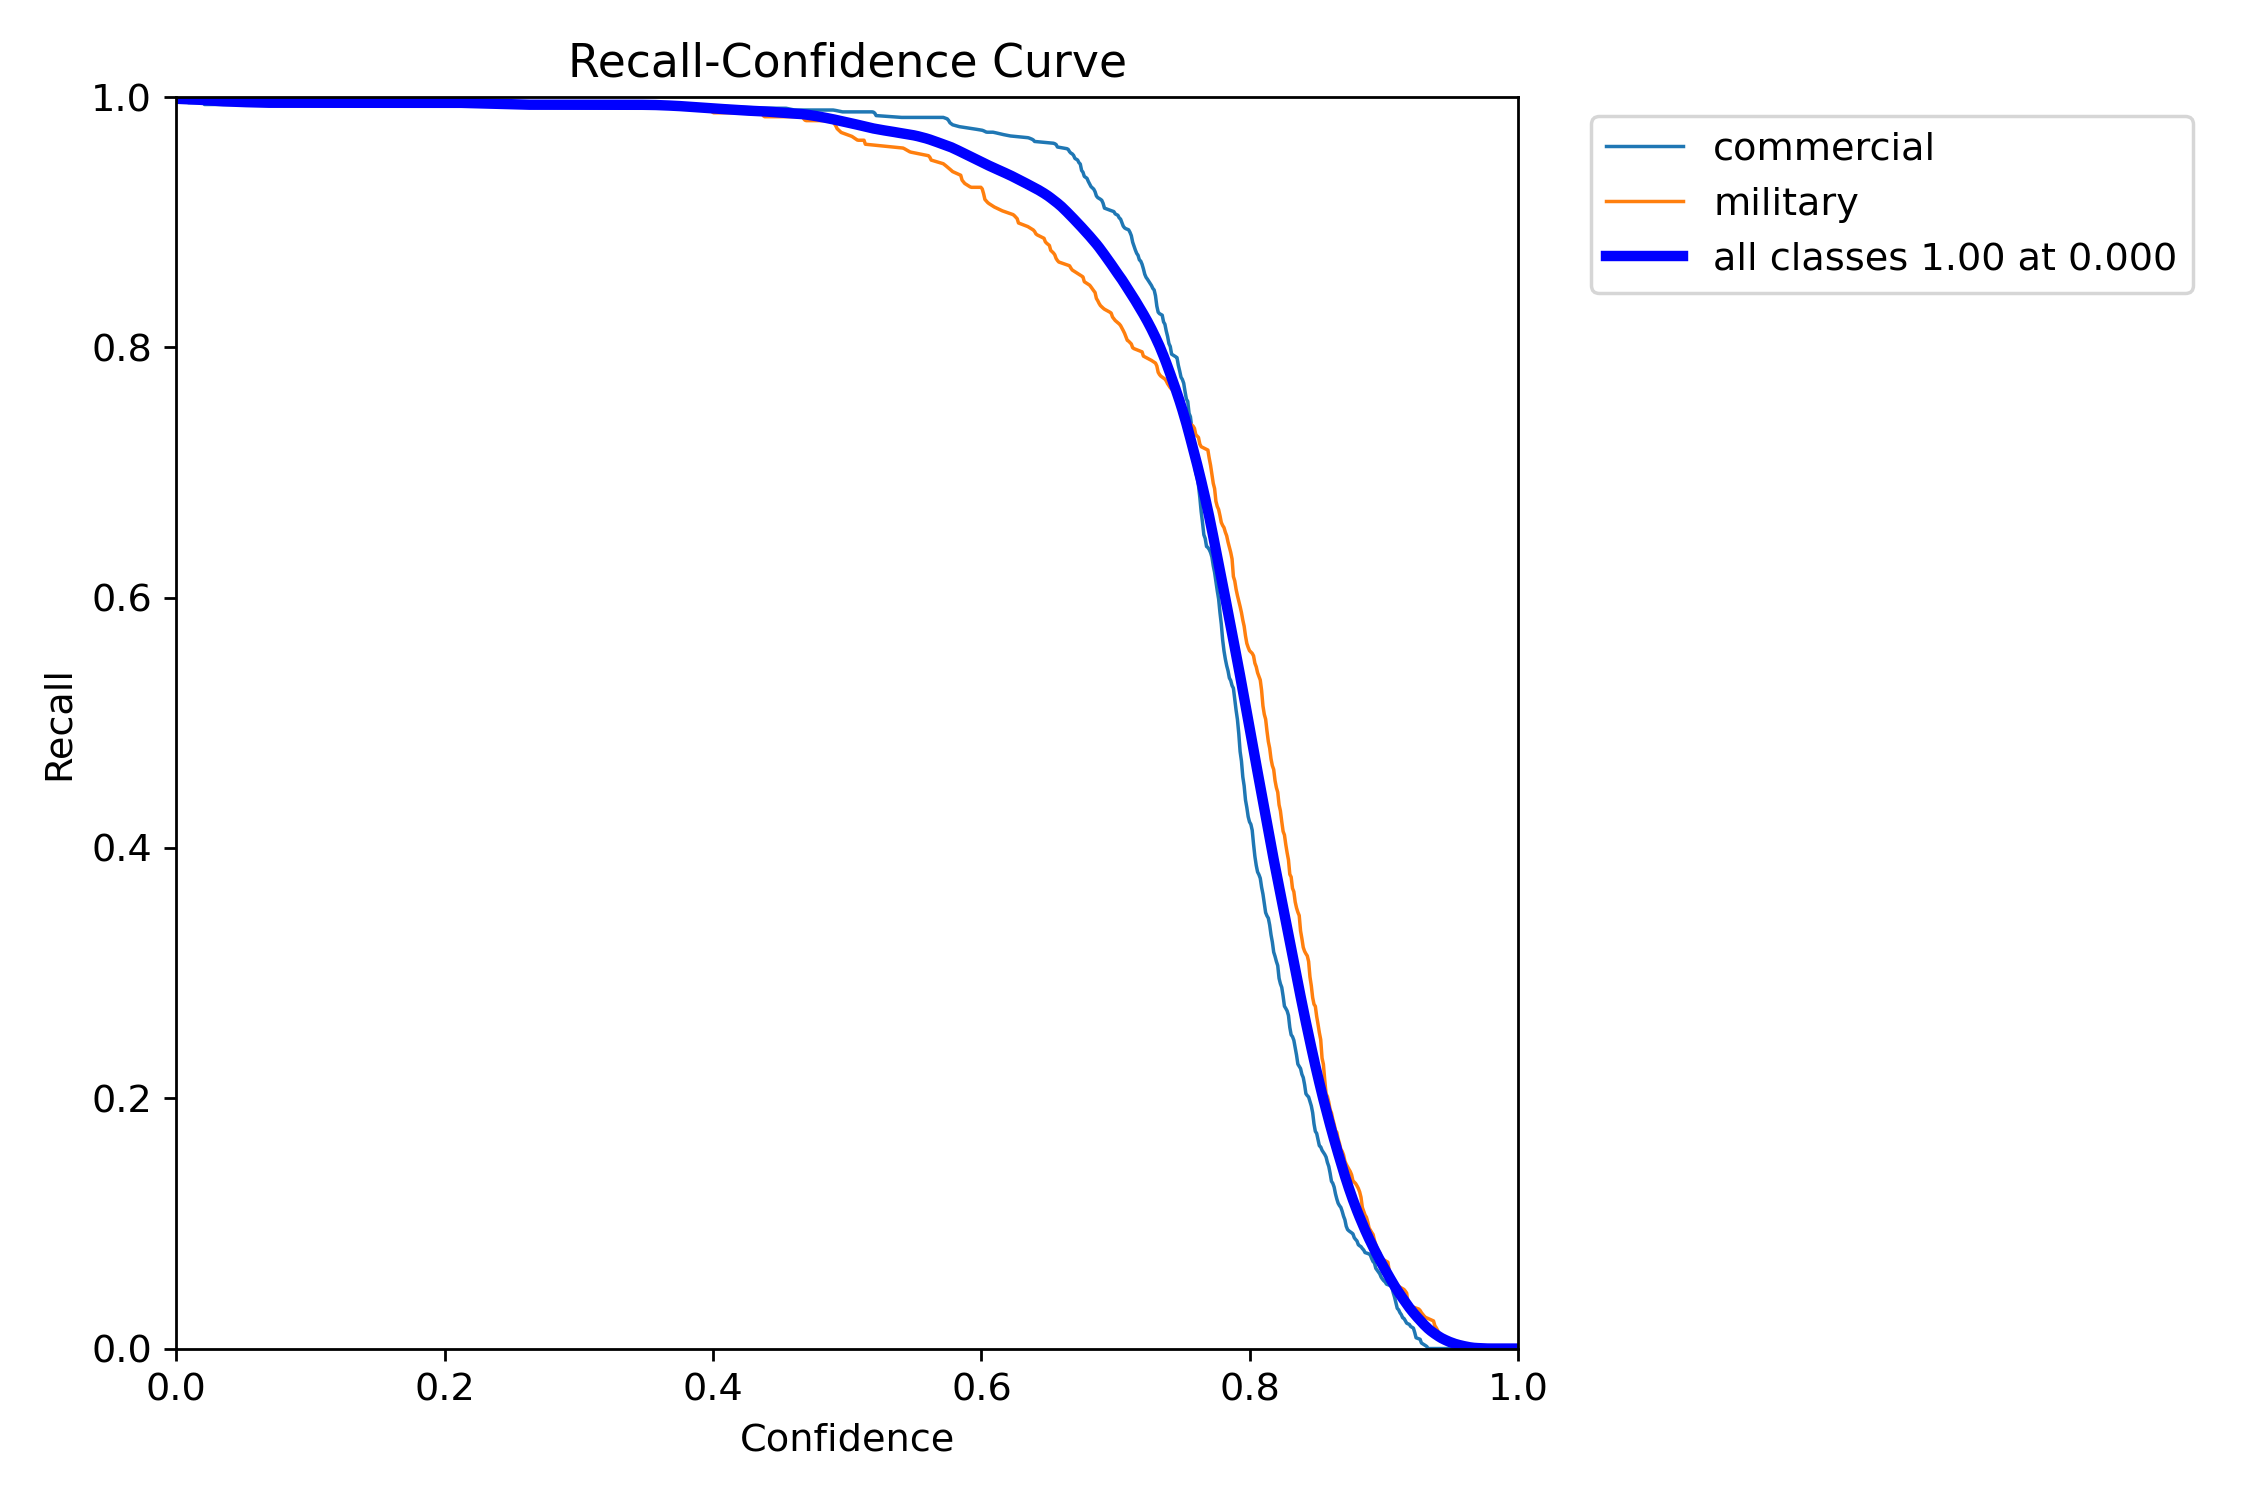 Recall-Confidence Curve
commercial
military
all classes 1.00 at 0.000
1.0
0.8
0.6
0.4
0.2
0.0
Recall
0.0 0.2 0.4 0.6 0.8 1.0
Confidence